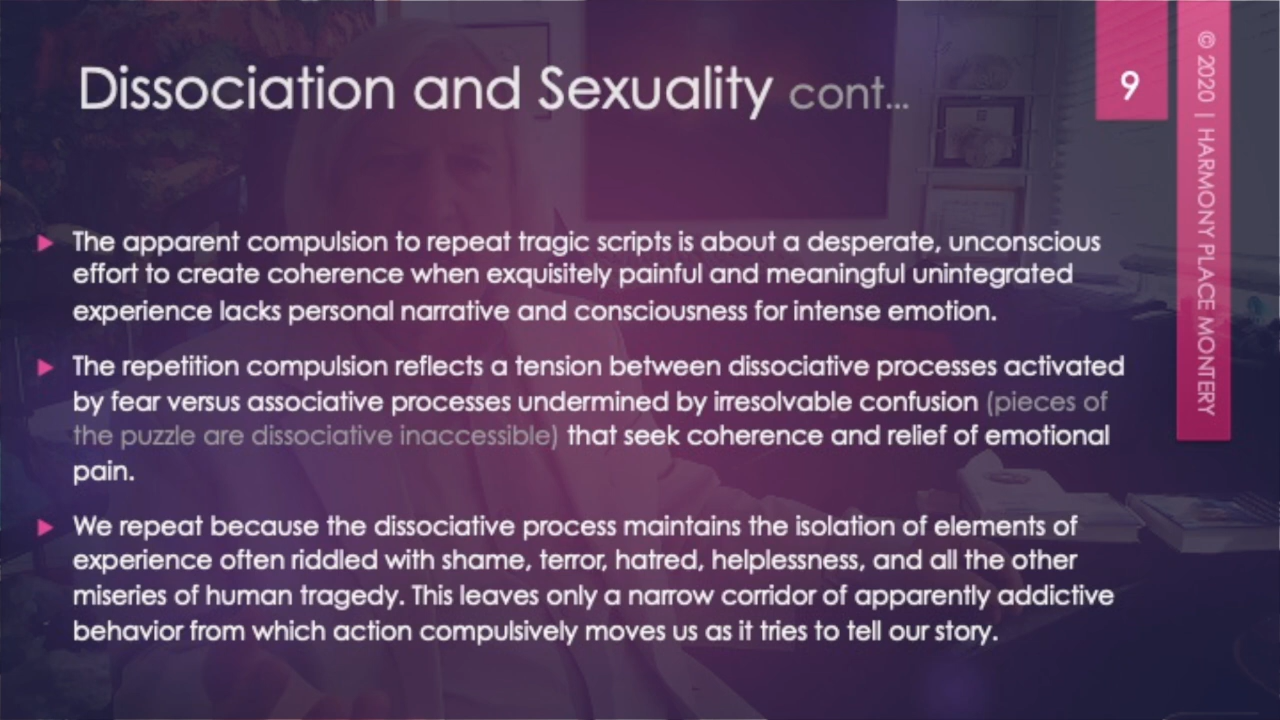 Dissociation and Sexuality cont...
9
© 2020 | HARMONY PLACE MONTERY
The apparent compulsion to repeat tragic scripts is about a desperate, unconscious
effort to create coherence when exquisitely painful and meaningful unintegrated
experience lacks personal narrative and consciousness for intense emotion.
The repetition compulsion reflects a tension between dissociative processes activated
by fear versus associative processes undermined by irresolvable confusion (pieces of
the puzzle are dissociative inaccessible) that seek coherence and relief of emotional
pain.
We repeat because the dissociative process maintains the isolation of elements of
experience often riddled with shame, terror, hatred, helplessness, and all the other
miseries of human tragedy. This leaves only a narrow corridor of apparently addictive
behavior from which action compulsively moves us as it tries to tell our story.